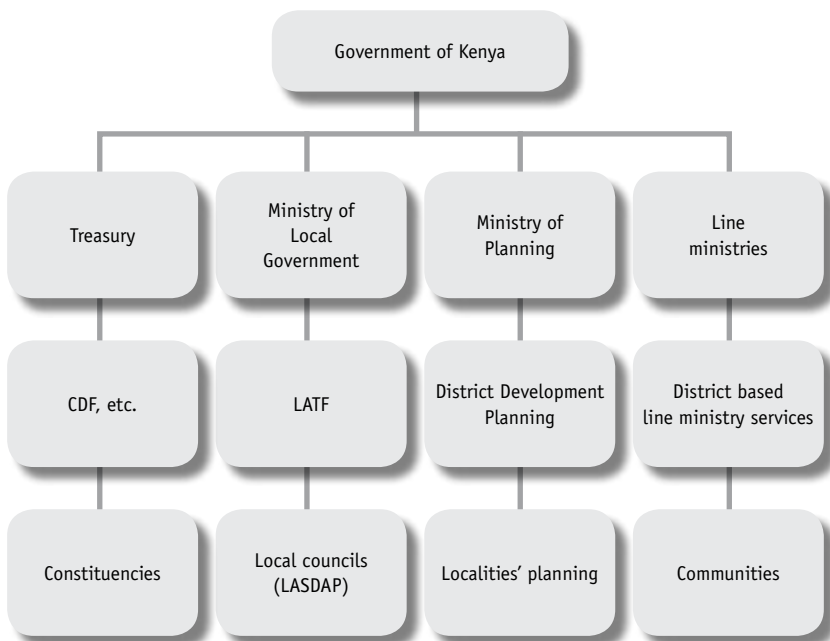 Government of Kenya
Treasury
Ministry of
Local
Government
Ministry of
Planning
Line
ministries
CDF, etc.
LATF
District Development
Planning
District based
line ministry services
Constituencies
Local councils
(LASDAP)
Localities’ planning
Communities